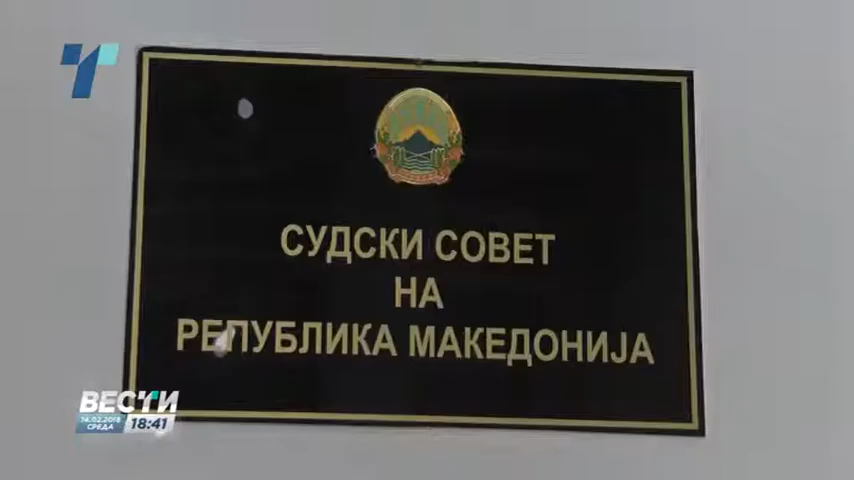 СУДСКИ СОВЕТ
НА
РЕПУБЛИКА МАКЕДОНИЈА
ВЕСТИ
14.02.2018
СРЕДА
18:41